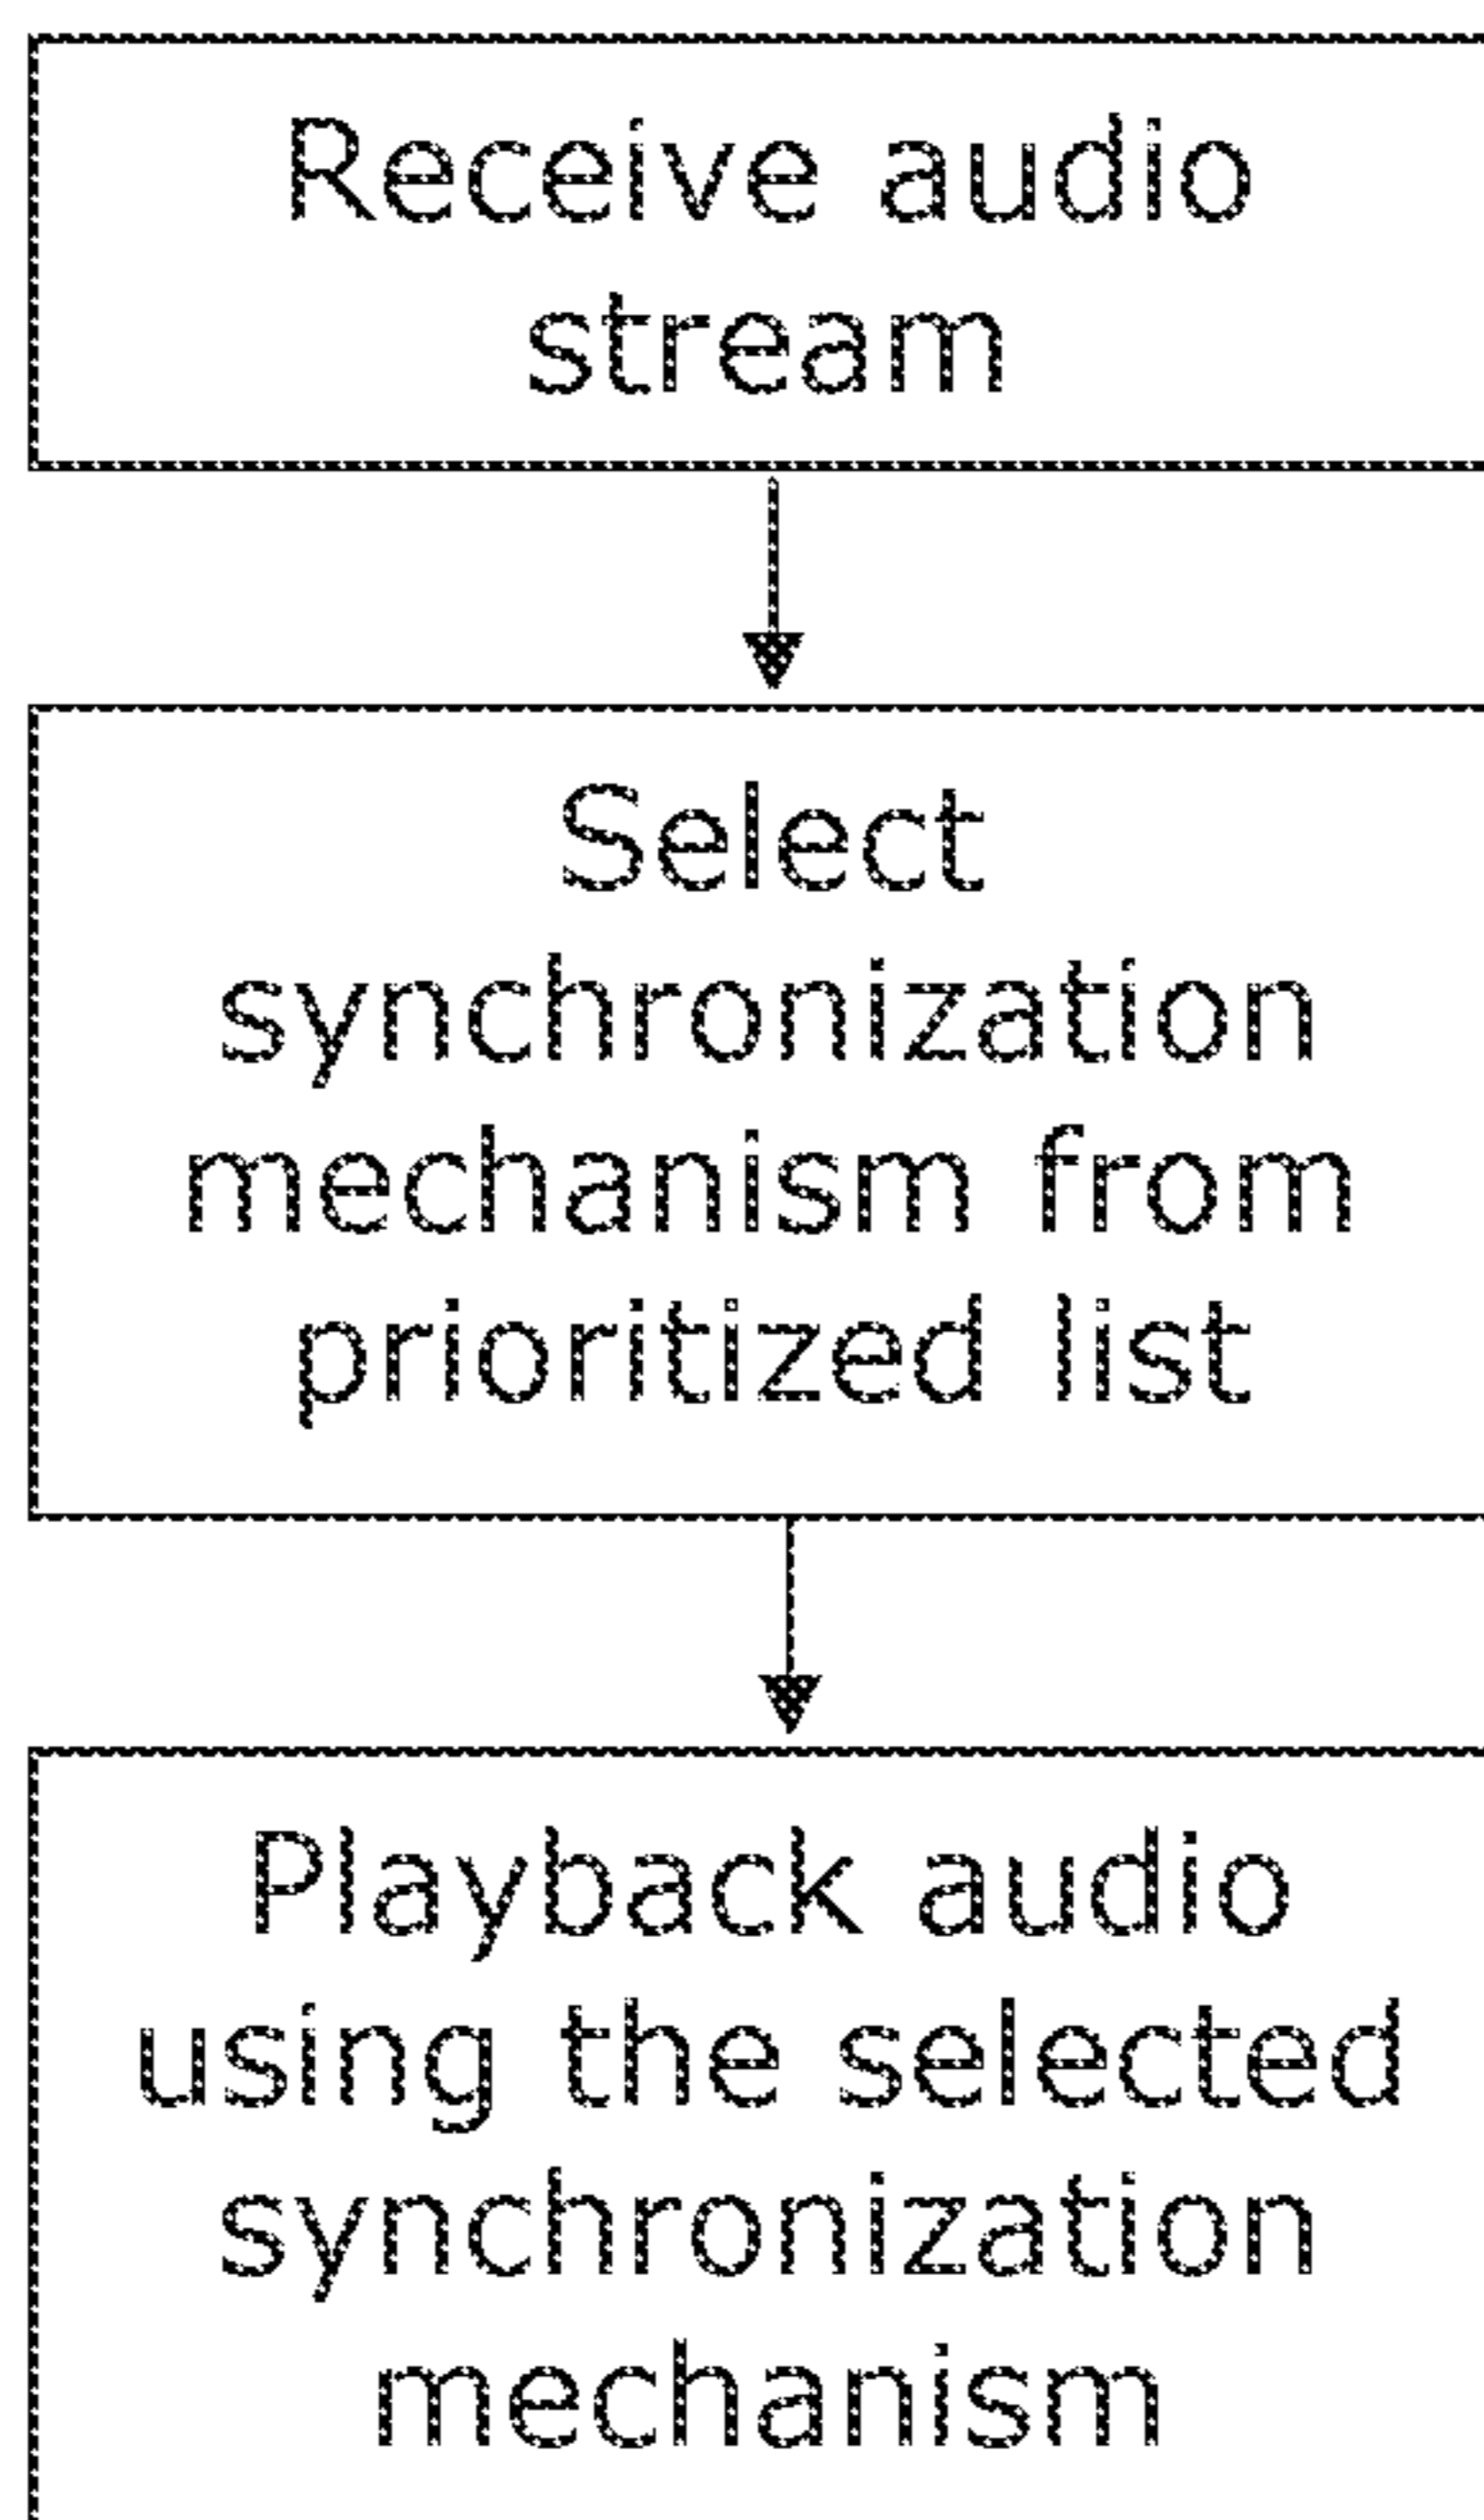 Receive audio
stream
Select
synchronization
mechanism from
prioritized list
Playback audio
using the selected
synchronization
mechanism